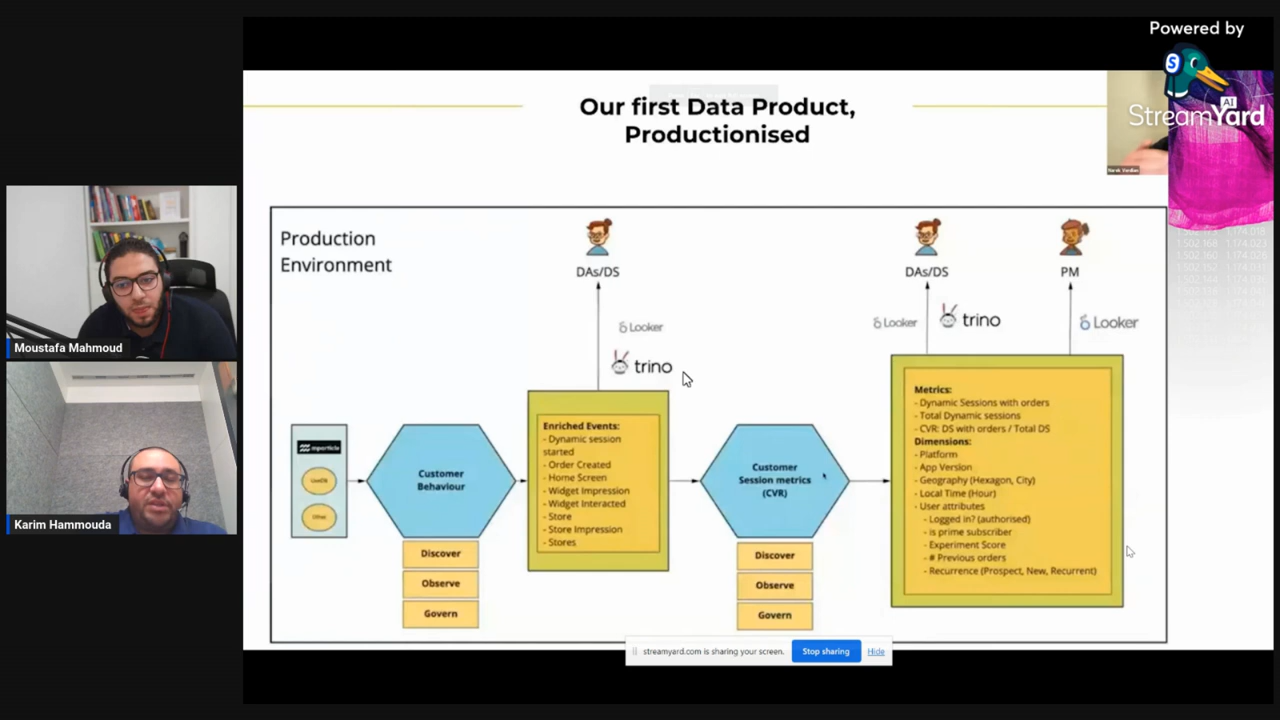 Powered by
StreamYard
AI
S
Our first Data Product,
Productionised
Production
Environment
DAs/DS
Looker
trino
DAs/DS
PM
Looker
trino
Looker
Moustafa Mahmoud
Karim Hammouda
mparticle
Customer
Behaviour
Discover
Observe
Govern
Enriched Events:
- Dynamic session
started
- Order Created
- Home Screen
- Widget Impression
- Widget Interacted
- Store
- Store Impression
- Stores
Customer
Session metrics
(CVR)
Discover
Observe
Govern
Metrics:
- Dynamic Sessions with orders
- Total Dynamic sessions
- CVR: DS with orders / Total DS
Dimensions:
- Platform
- App Version
- Geography (Hexagon, City)
- Local Time (Hour)
- User attributes
- Logged in? (authorised)
- is prime subscriber
- Experiment Score
- # Previous orders
- Recurrence (Prospect, New, Recurrent)
streamyard.com is sharing your screen.
Stop sharing
Hide